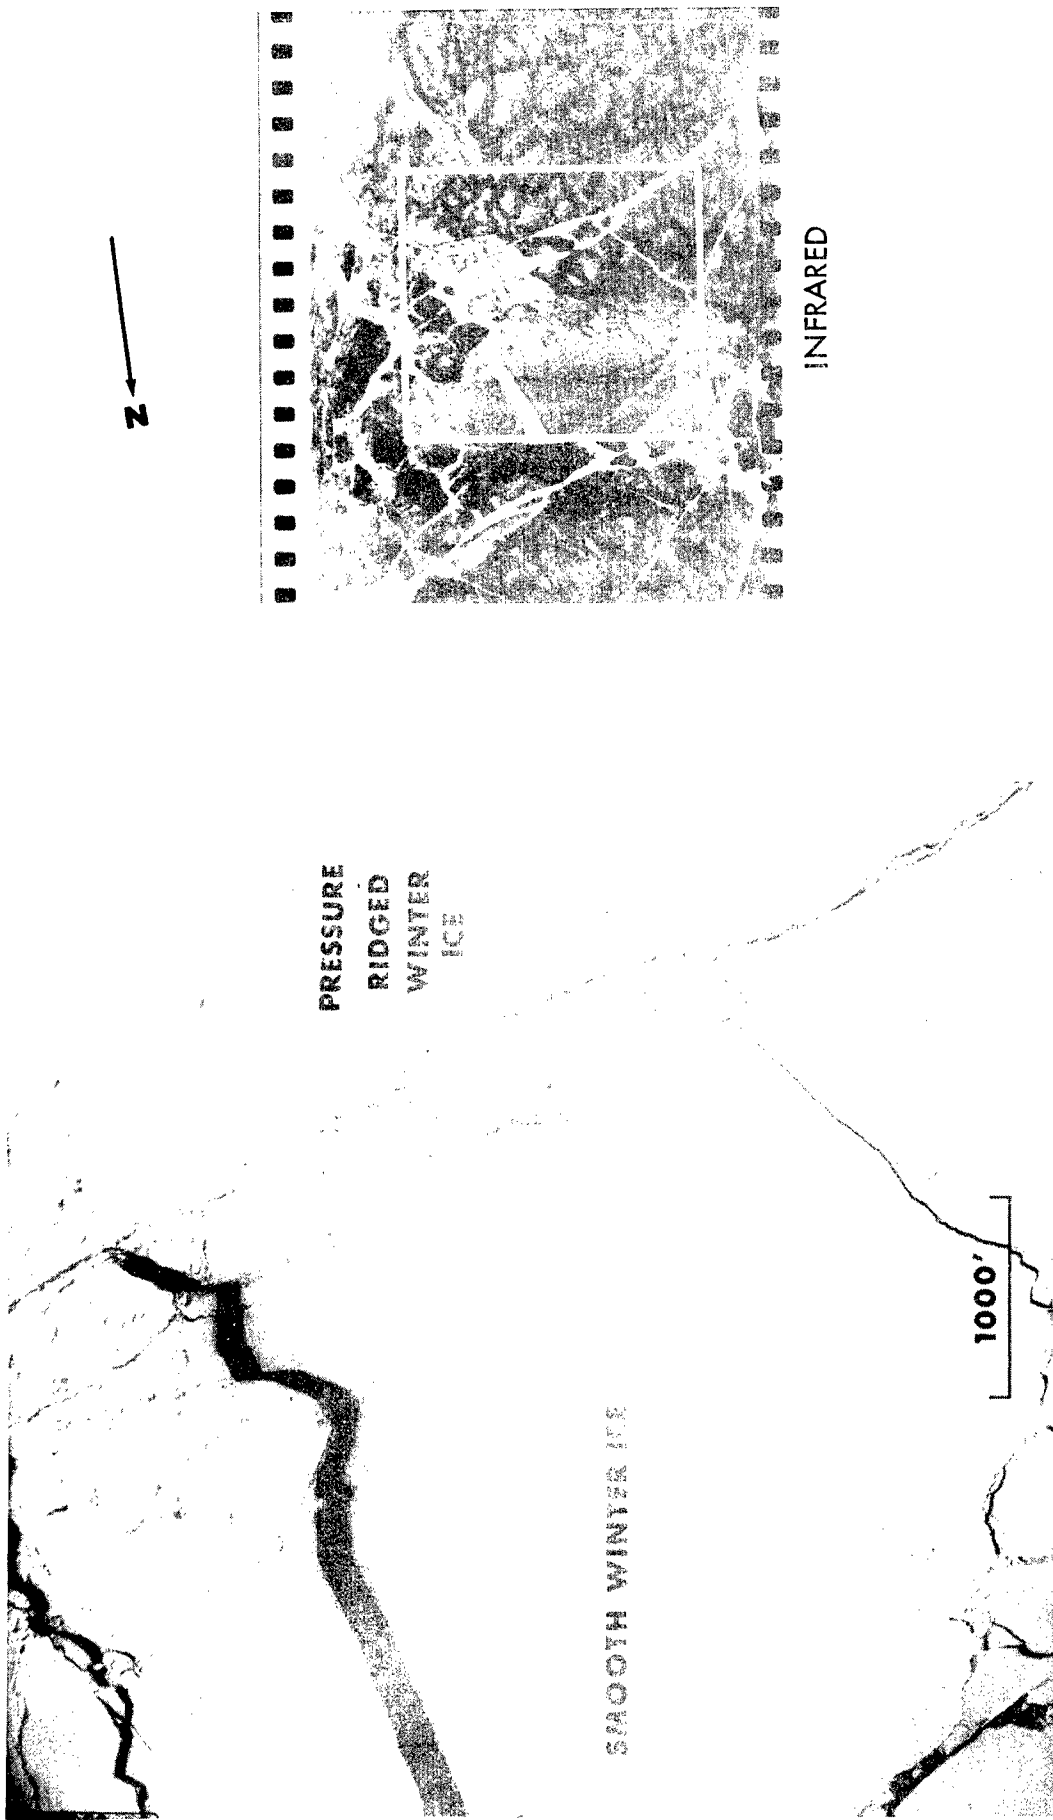 N
INFRARED
PRESSURE
RIDGED
WINTER
ICE
SMOOTH WINTER ICE
1000'